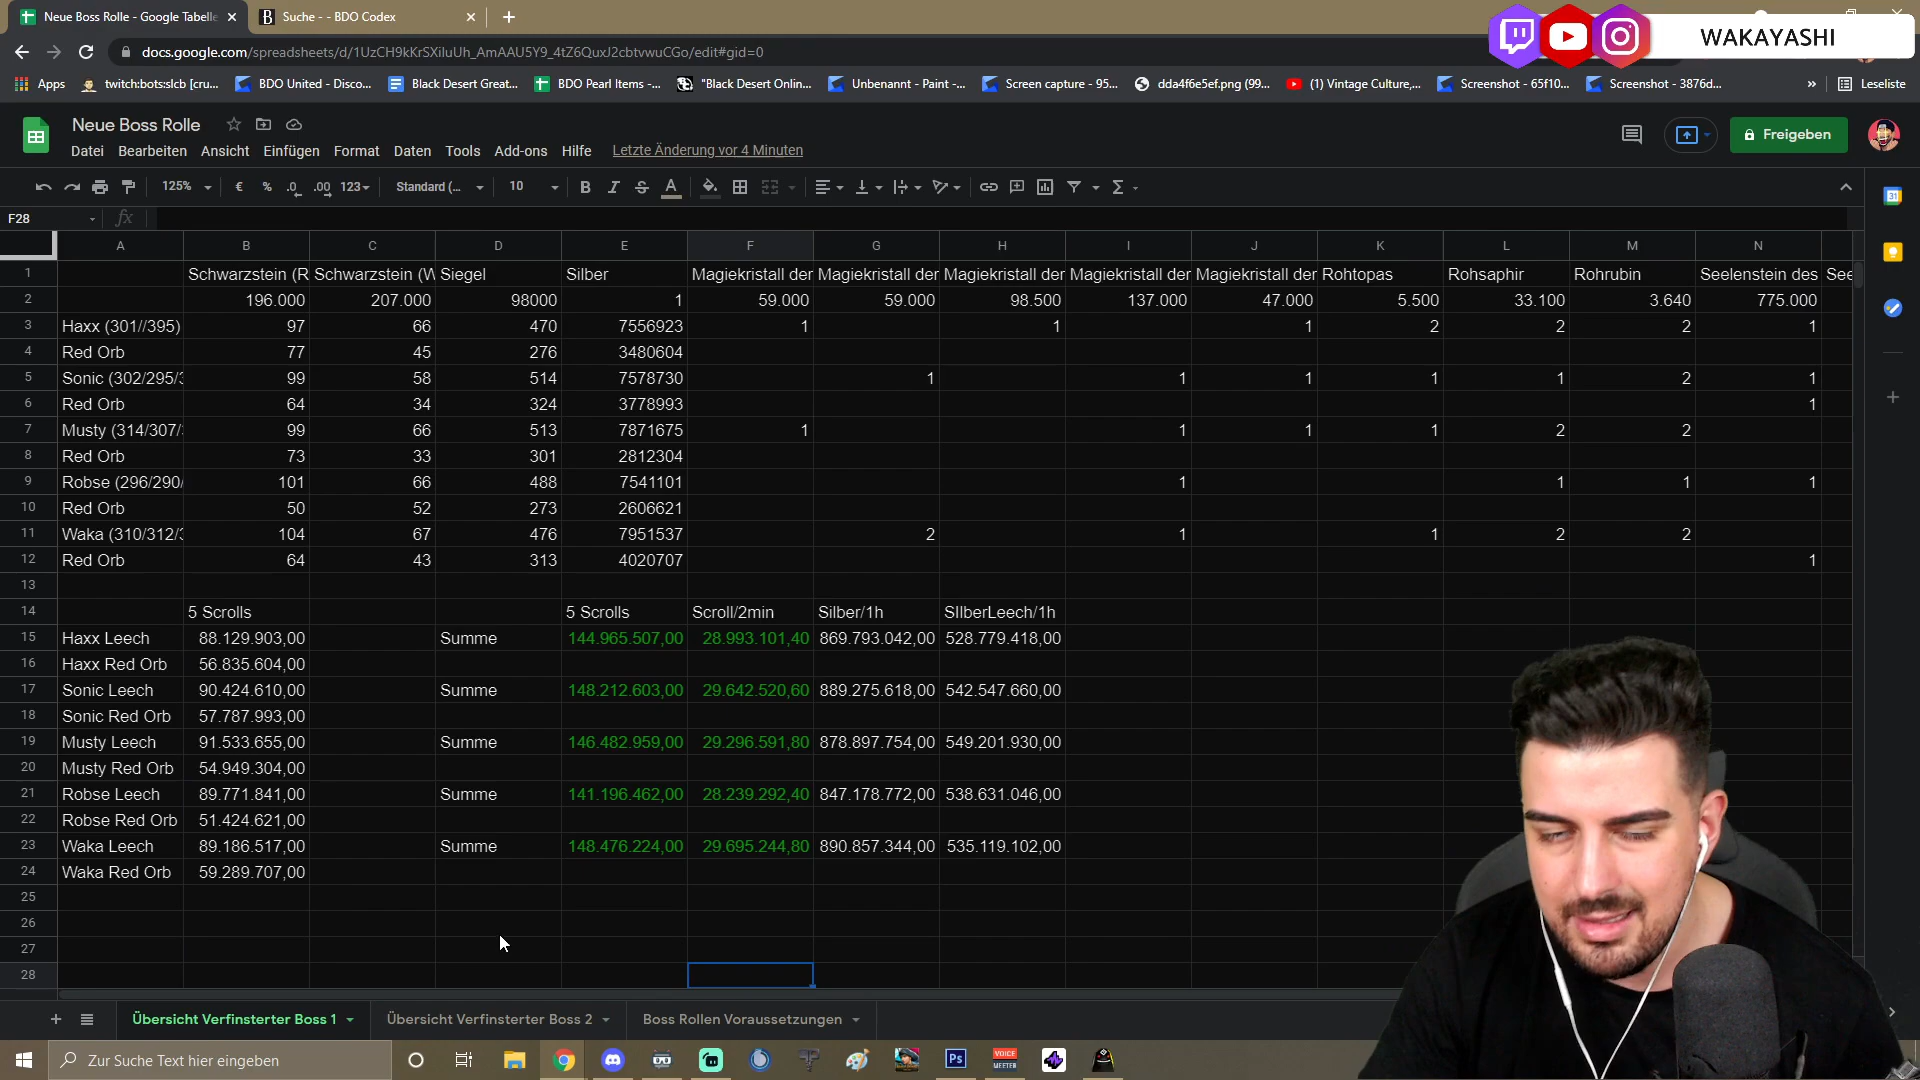 Neue Boss Rolle - Google Tabelle
Suche - - BDO Codex
docs.google.com/spreadsheets/d/1UzCH9kKrSXiluUh_AmAAU5Y9_4tZ6QuxJ2cbtvwuCGo/edit#gid=0
WAKAYASHI
Apps
twitch:bots:slcb [cru...
BDO United - Disco...
Black Desert Great...
BDO Pearl Items -...
"Black Desert Onlin...
Unbenannt - Paint -...
Screen capture - 95...
dda4f6e5ef.png (99...
(1) Vintage Culture,...
Screenshot - 65f10...
Screenshot - 3876d...
»
Leseliste
Neue Boss Rolle
Datei Bearbeiten Ansicht Einfügen Format Daten Tools Add-ons Hilfe Letzte Änderung vor 4 Minuten
Freigeben
125% € % .0 .00 123 Standard (... 10 B I S A Σ
F28 fx
A B C D E F G H I J K L M N
1 Schwarzstein (R Schwarzstein (W Siegel Silber Magiekristall der Magiekristall der Magiekristall der Magiekristall der Magiekristall der Rohtopas Rohsaphir Rohrubin Seelenstein des See
2 196.000 207.000 98000 1 59.000 59.000 98.500 137.000 47.000 5.500 33.100 3.640 775.000
3 Haxx (301//395) 97 66 470 7556923 1 1 1 2 2 2 1
4 Red Orb 77 45 276 3480604
5 Sonic (302/295/3 99 58 514 7578730 1 1 1 1 1 2 1
6 Red Orb 64 34 324 3778993 1
7 Musty (314/307/ 99 66 513 7871675 1 1 1 1 2 2
8 Red Orb 73 33 301 2812304
9 Robse (296/290/ 101 66 488 7541101 1 1 1 1
10 Red Orb 50 52 273 2606621
11 Waka (310/312/3 104 67 476 7951537 2 1 1 2 2
12 Red Orb 64 43 313 4020707 1
13
14 5 Scrolls 5 Scrolls Scroll/2min Silber/1h SIlberLeech/1h
15 Haxx Leech 88.129.903,00 Summe 144.965.507,00 28.993.101,40 869.793.042,00 528.779.418,00
16 Haxx Red Orb 56.835.604,00
17 Sonic Leech 90.424.610,00 Summe 148.212.603,00 29.642.520,60 889.275.618,00 542.547.660,00
18 Sonic Red Orb 57.787.993,00
19 Musty Leech 91.533.655,00 Summe 146.482.959,00 29.296.591,80 878.897.754,00 549.201.930,00
20 Musty Red Orb 54.949.304,00
21 Robse Leech 89.771.841,00 Summe 141.196.462,00 28.239.292,40 847.178.772,00 538.631.046,00
22 Robse Red Orb 51.424.621,00
23 Waka Leech 89.186.517,00 Summe 148.476.224,00 29.695.244,80 890.857.344,00 535.119.102,00
24 Waka Red Orb 59.289.707,00
25
26
27
28
Übersicht Verfinsterter Boss 1
Übersicht Verfinsterter Boss 2
Boss Rollen Voraussetzungen
Zur Suche Text hier eingeben
Ps
VOICE
MEETER